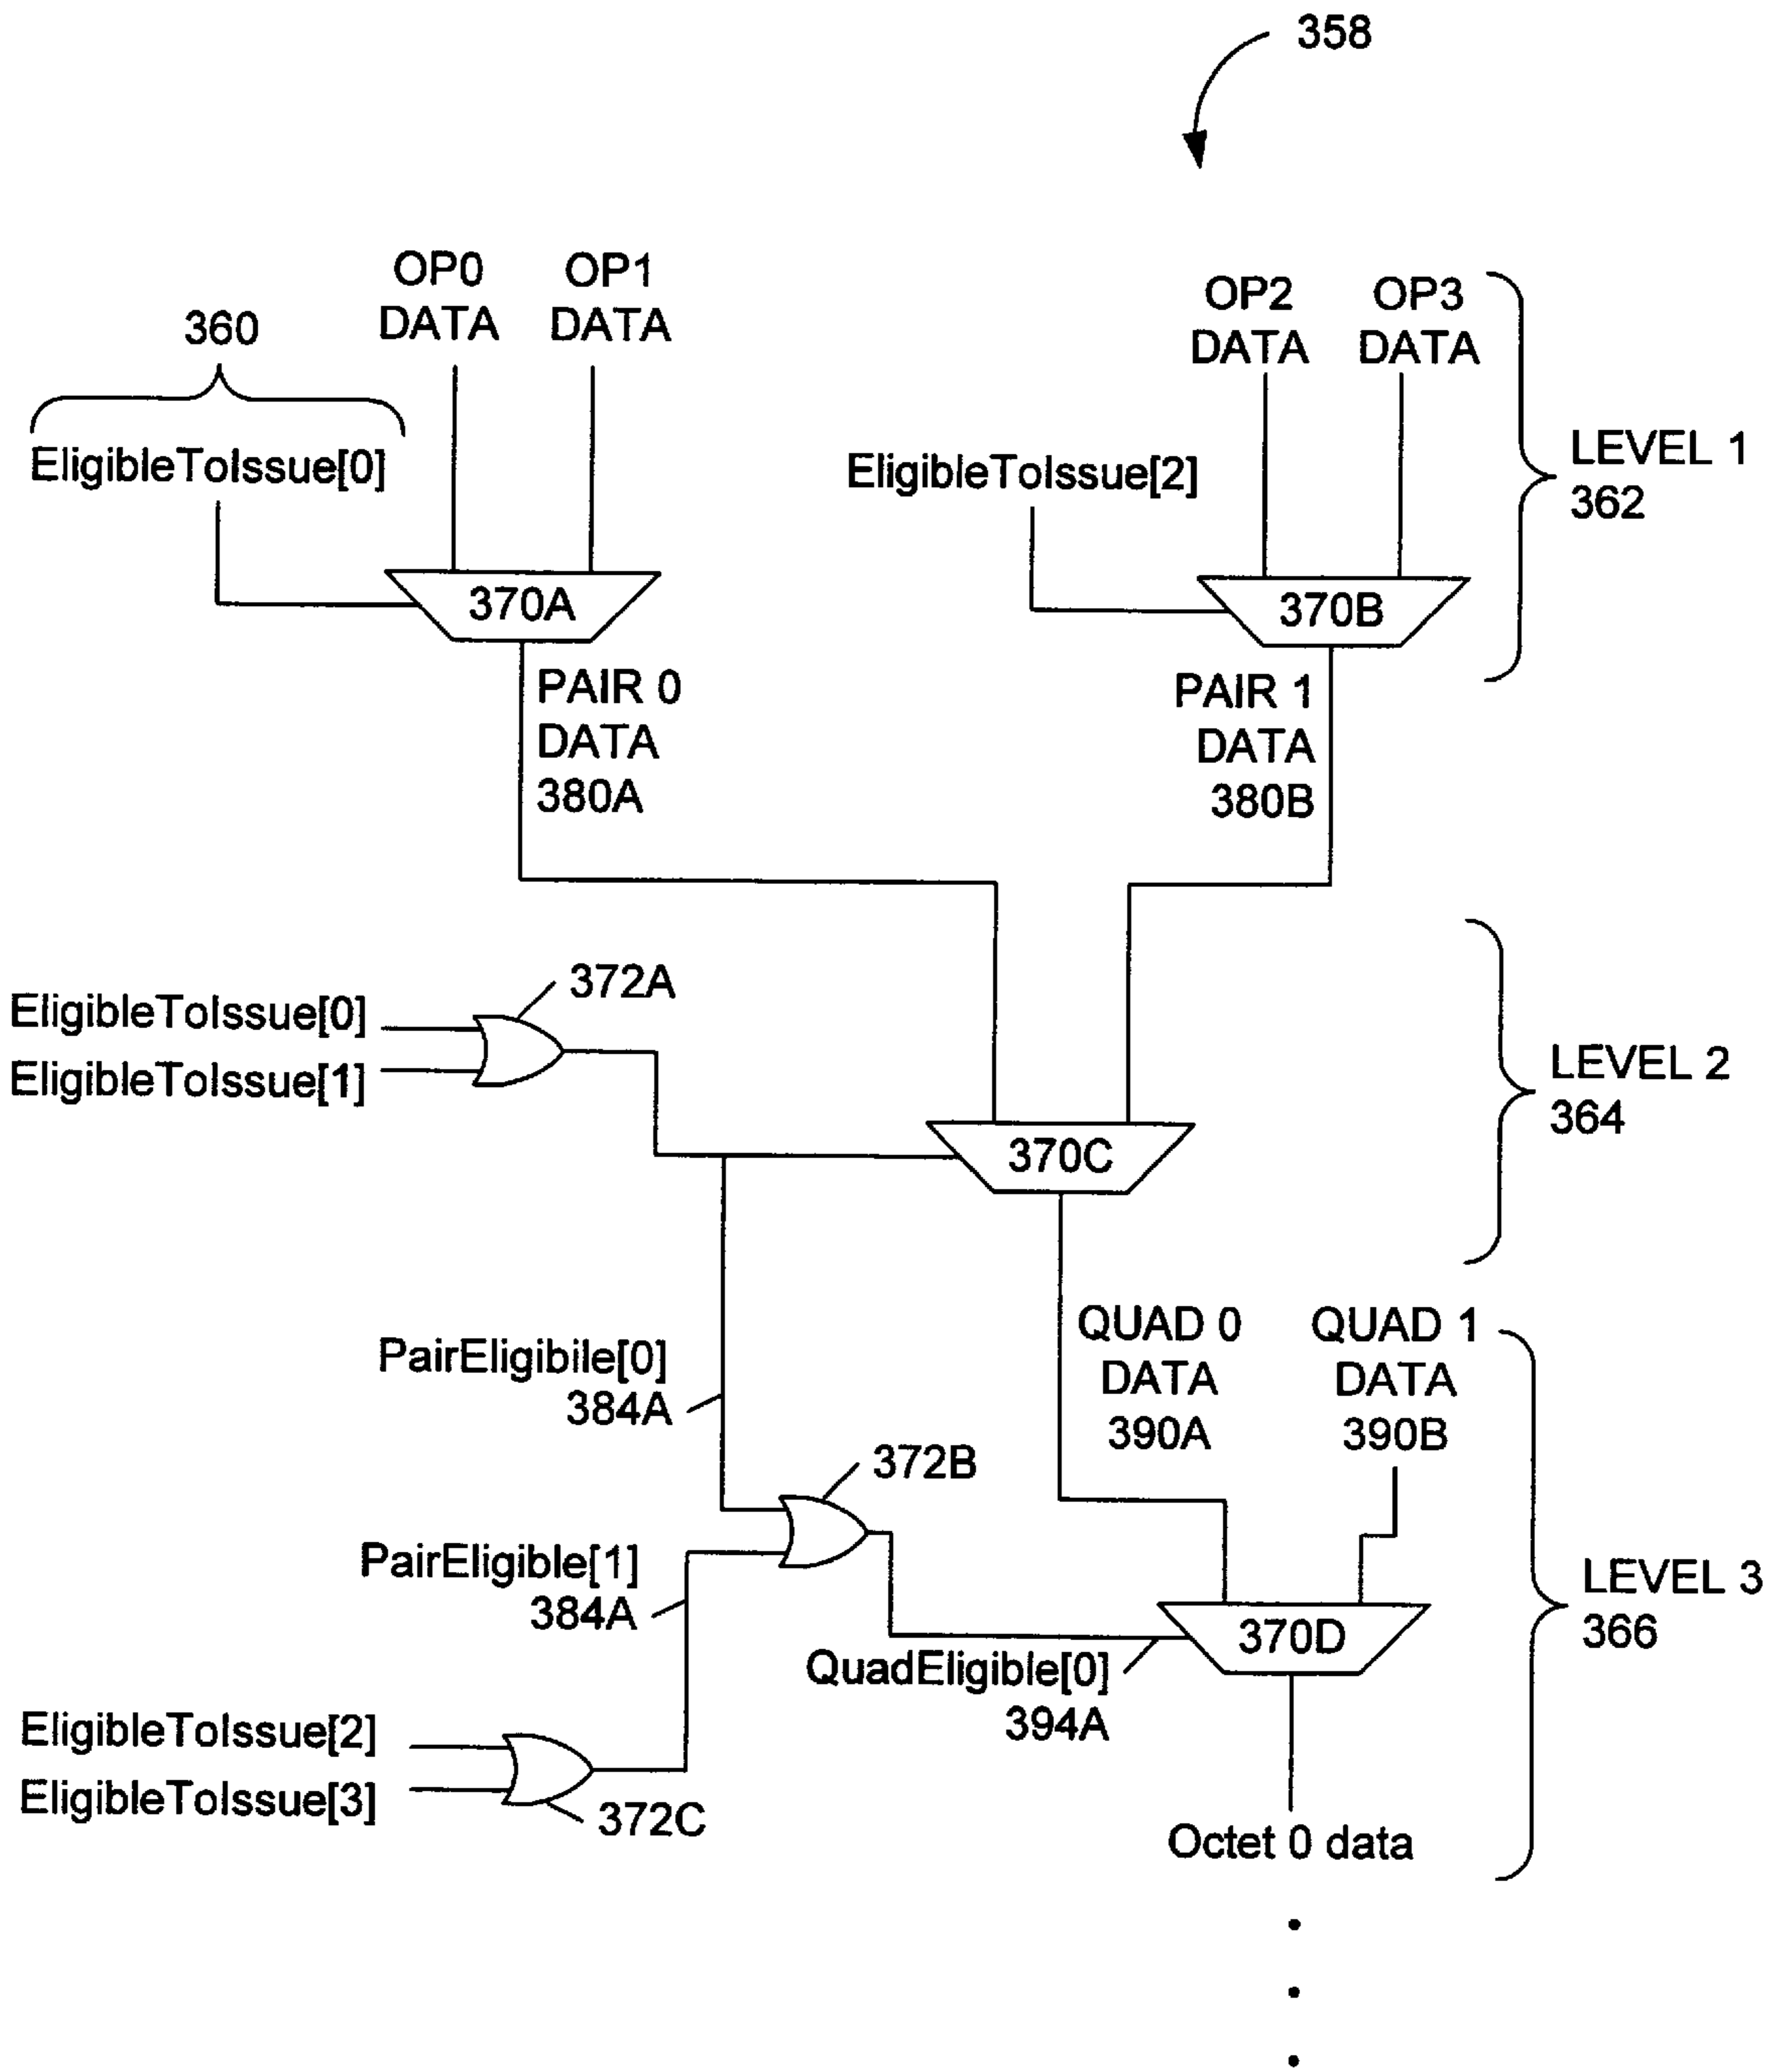 358
OP0
DATA
OP1
DATA
OP2
DATA
OP3
DATA
360
EligibleToIssue[0]
EligibleToIssue[2]
LEVEL 1
362
370A
370B
PAIR 0
DATA
380A
PAIR 1
DATA
380B
372A
EligibleToIssue[0]
EligibleToIssue[1]
LEVEL 2
364
370C
QUAD 0
DATA
390A
QUAD 1
DATA
390B
PairEligibile[0]
384A
372B
PairEligible[1]
384A
LEVEL 3
366
370D
QuadEligible[0]
394A
EligibleToIssue[2]
EligibleToIssue[3]
372C
Octet 0 data